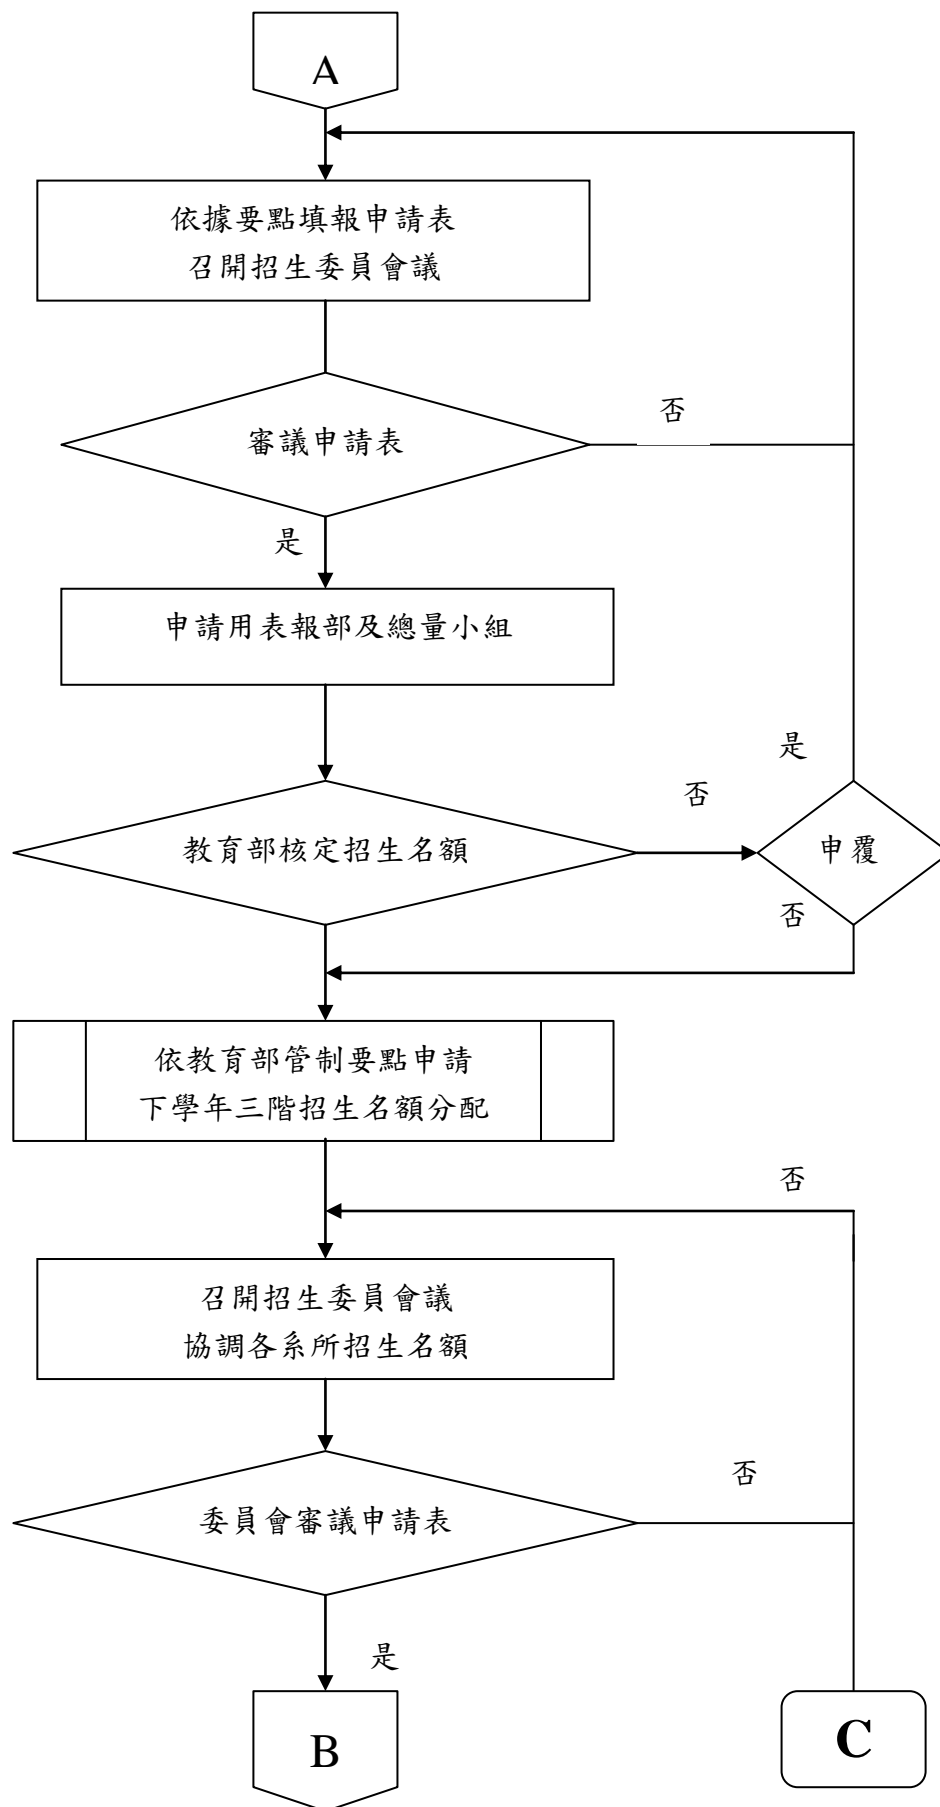 A
依據要點填報申請表
召開招生委員會議
否
審議申請表
是
申請用表報部及總量小組
是
否
教育部核定招生名額
申覆
否
依教育部管制要點申請
下學年三階招生名額分配
否
召開招生委員會議
協調各系所招生名額
否
委員會審議申請表
是
B
C